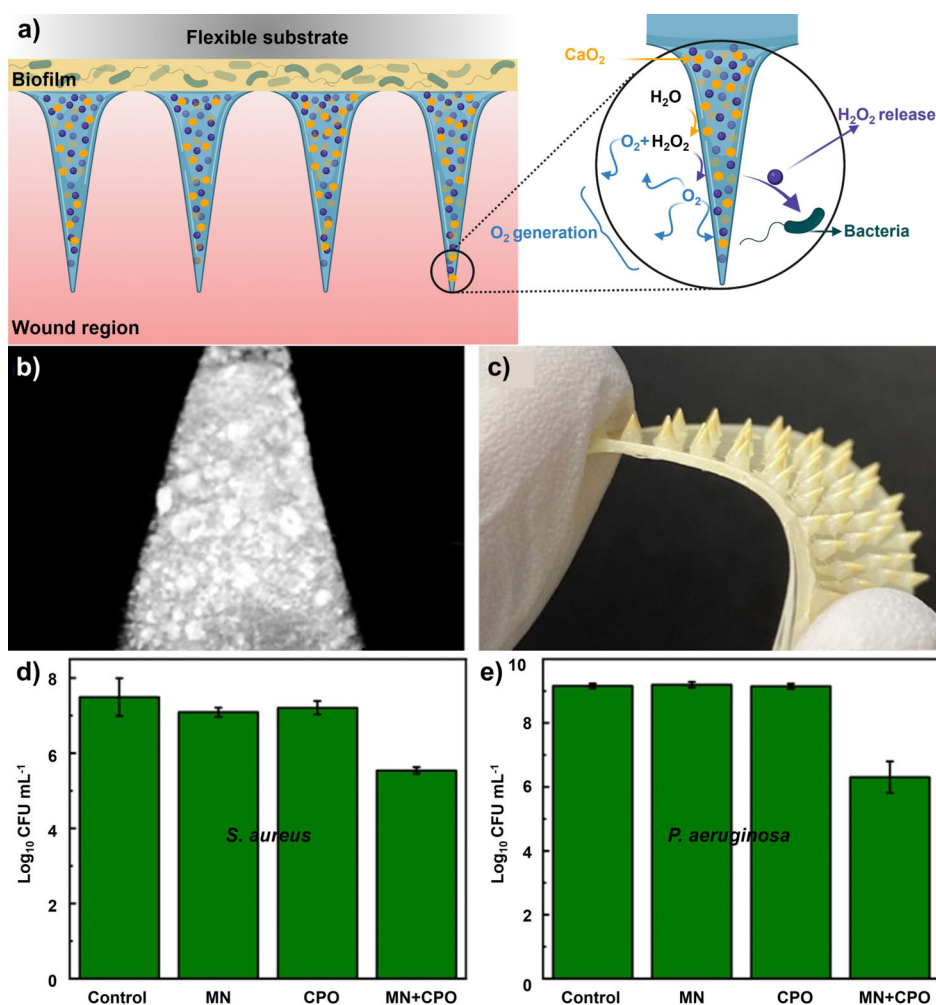 a)
Flexible substrate
Biofilm
Wound region
CaO₂
H₂O
H₂O₂ release
O₂+ H₂O₂
O₂
O₂ generation
Bacteria
b)
c)
d)
8
6
4
2
0
Log₁₀ CFU mL⁻¹
S. aureus
Control MN CPO MN+CPO
e)
10
8
6
4
2
0
Log₁₀ CFU mL⁻¹
P. aeruginosa
Control MN CPO MN+CPO